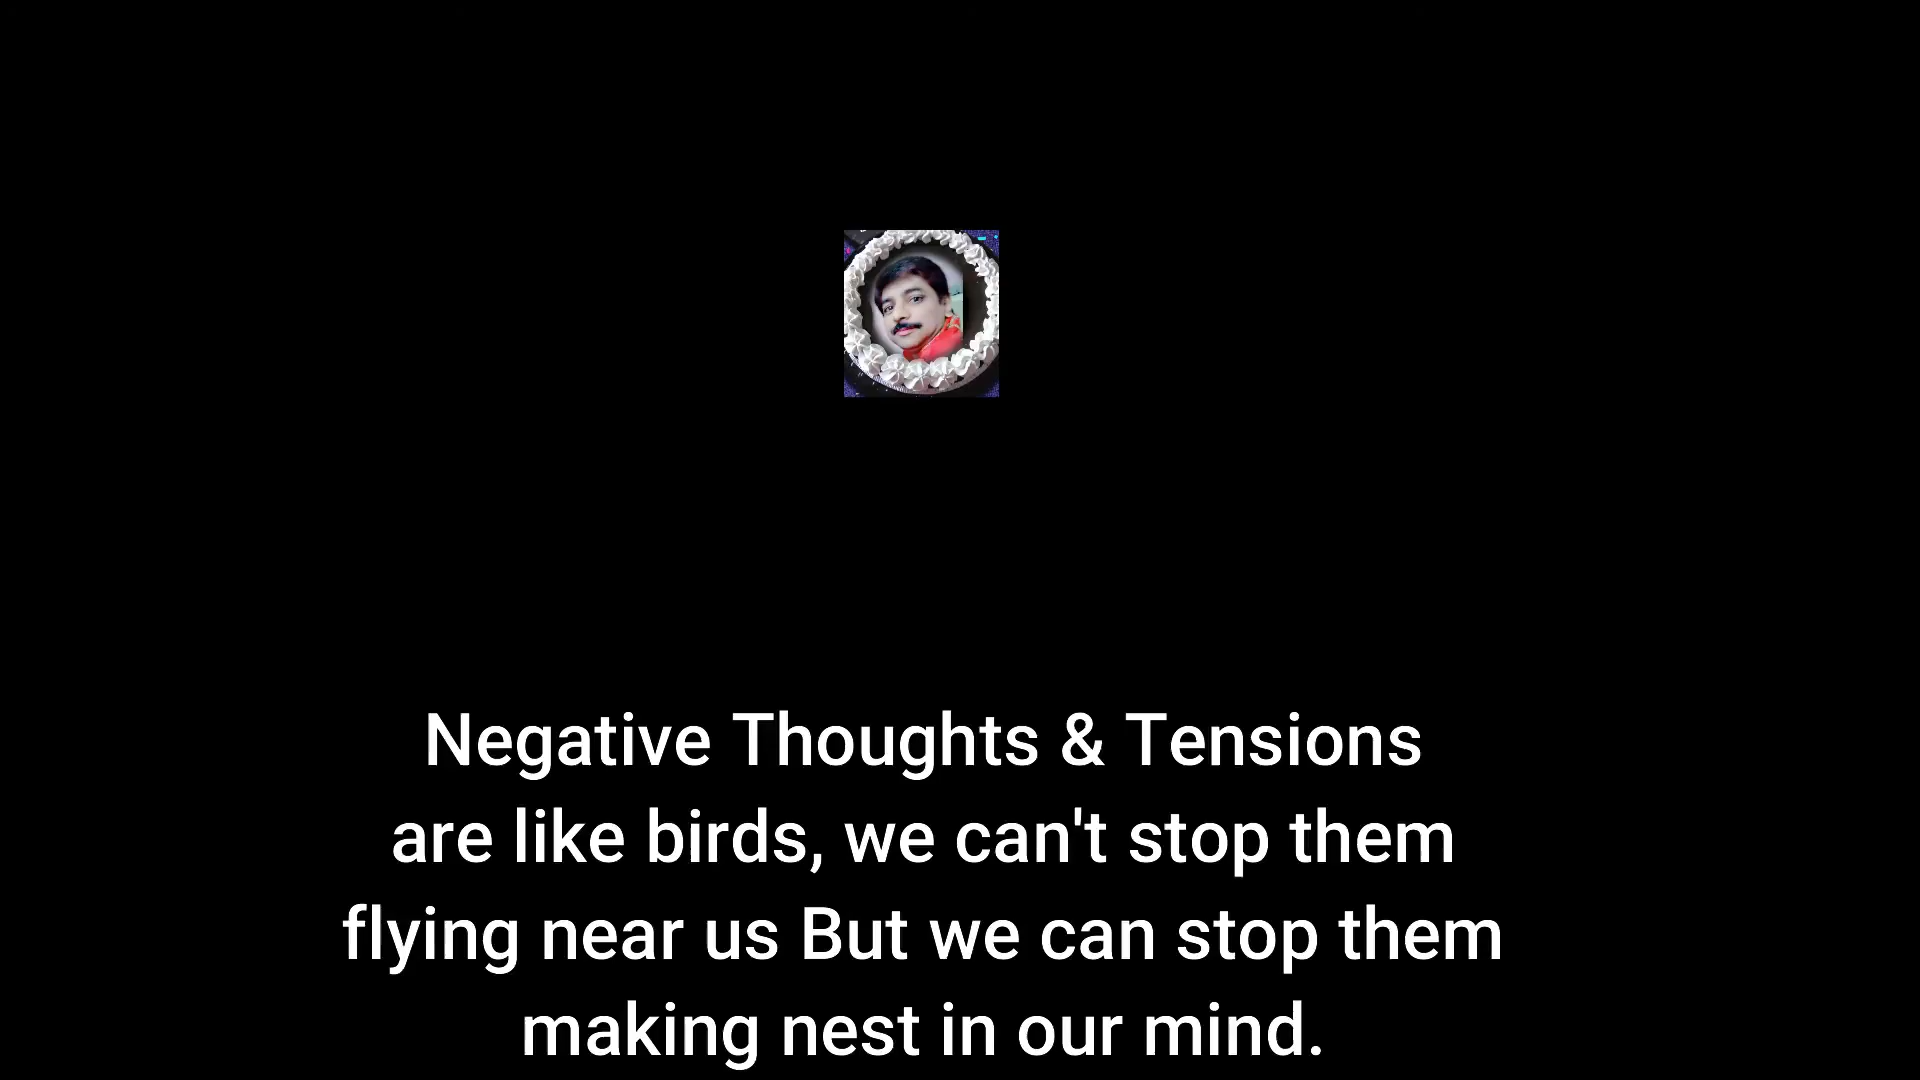 Negative Thoughts & Tensions
are like birds, we can't stop them
flying near us But we can stop them
making nest in our mind.